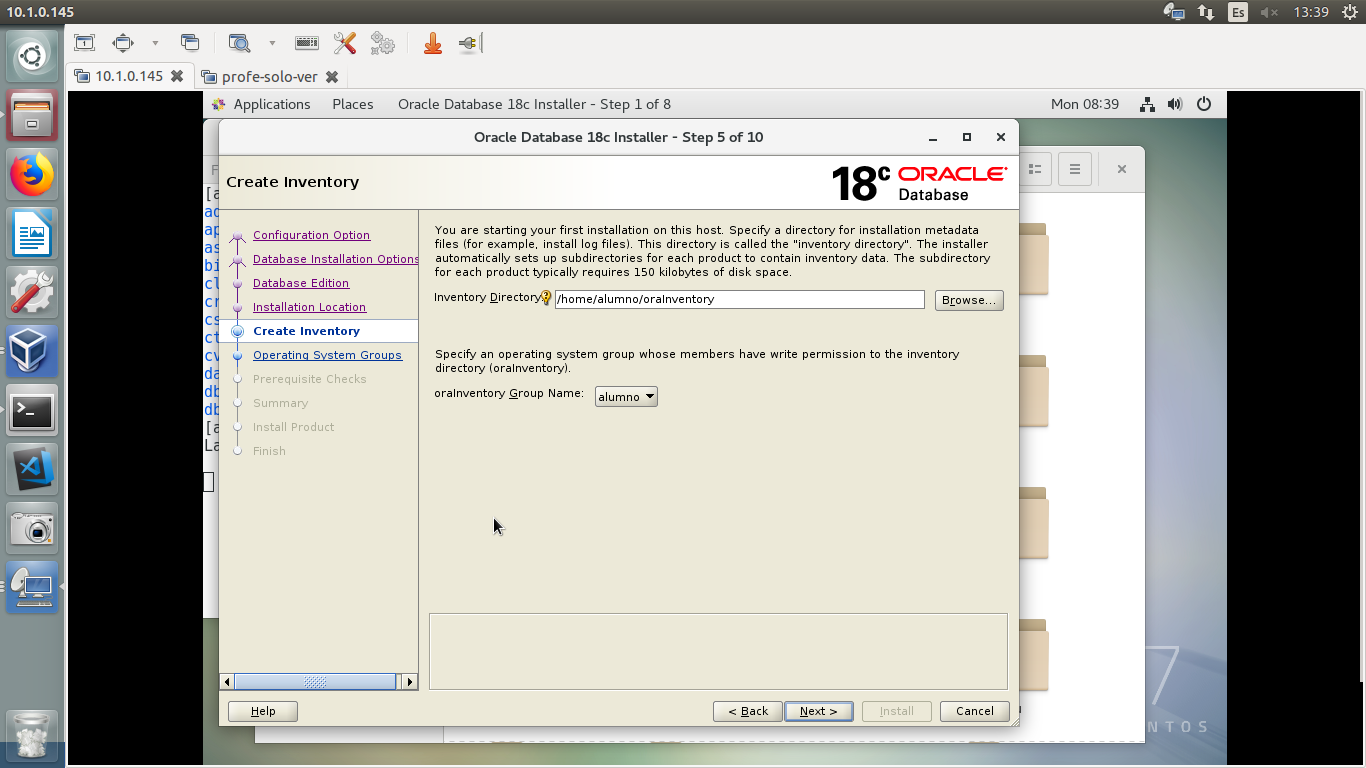 10.1.0.145
Es
13:39
10.1.0.145
profe-solo-ver
Applications Places Oracle Database 18c Installer - Step 1 of 8
Mon 08:39
Oracle Database 18c Installer - Step 5 of 10
Create Inventory
18c ORACLE
Database
F
[a
ad
ap
as
bi
cl
cr
cs
ct
cv
da
db
db
[a
La
Configuration Option
Database Installation Options
Database Edition
Installation Location
Create Inventory
Operating System Groups
Prerequisite Checks
Summary
Install Product
Finish
You are starting your first installation on this host. Specify a directory for installation metadata
files (for example, install log files). This directory is called the "inventory directory". The installer
automatically sets up subdirectories for each product to contain inventory data. The subdirectory
for each product typically requires 150 kilobytes of disk space.
Inventory Directory: /home/alumno/oraInventory Browse...
Specify an operating system group whose members have write permission to the inventory
directory (oraInventory).
oraInventory Group Name: alumno
Help
< Back
Next >
Install
Cancel
7
NTOS